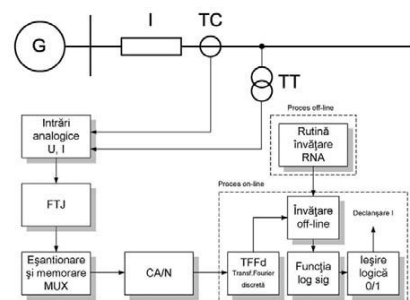 G
I
TC
TT
Intrări
analogice
U, I
FTJ
Eșantionare
și memorare
MUX
CA/N
Proces off-line
Rutină
învățare
RNA
Proces on-line
TFFd
Transf.Fourier
discretă
Învățare
off-line
Funcția
log sig
Declanșare I
Ieșire
logică
0/1